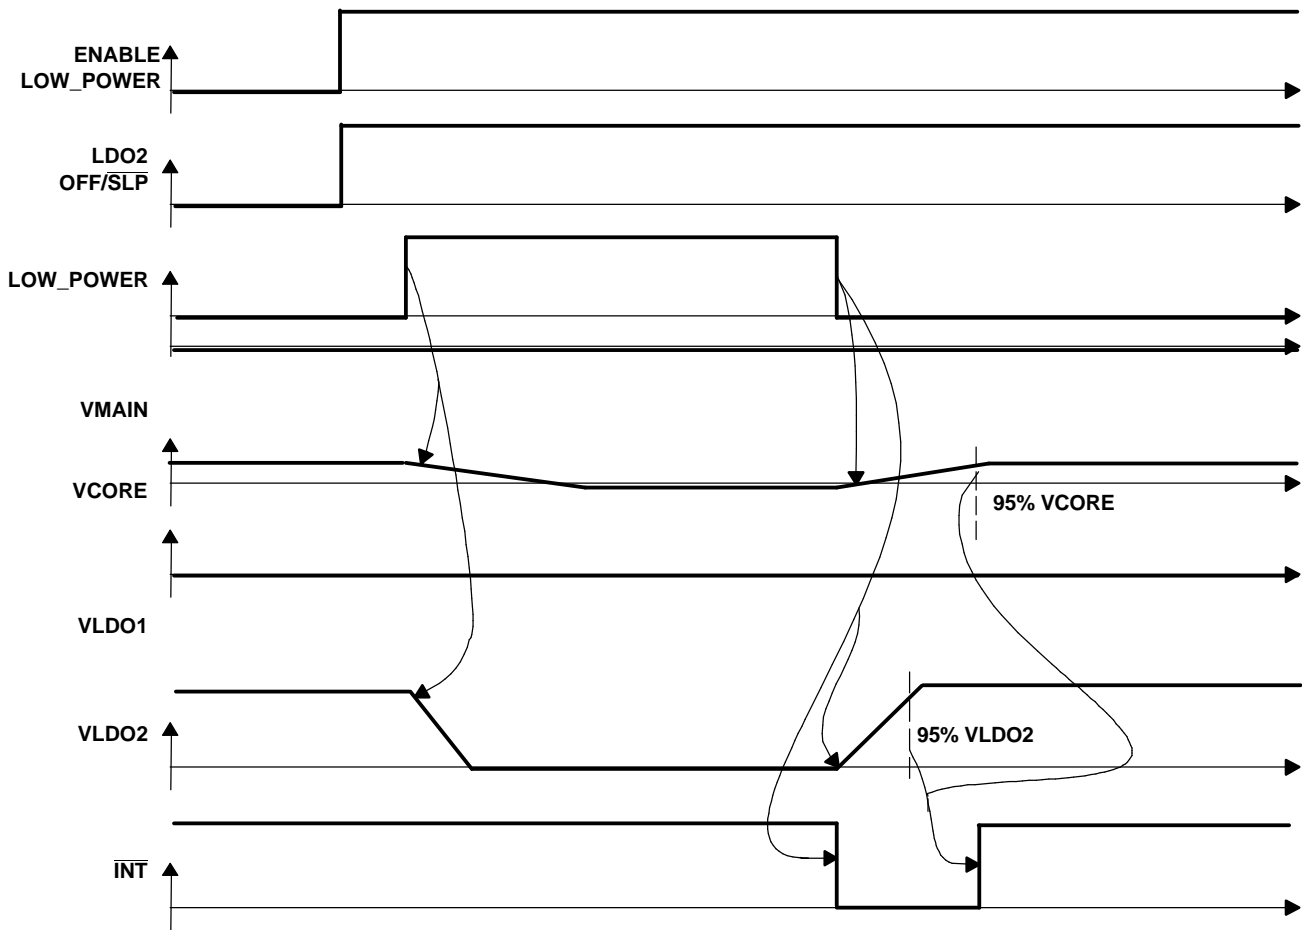 ENABLE
LOW_POWER
LDO2
OFF/SLP
LOW_POWER
VMAIN
VCORE
95% VCORE
VLDO1
VLDO2
95% VLDO2
INT